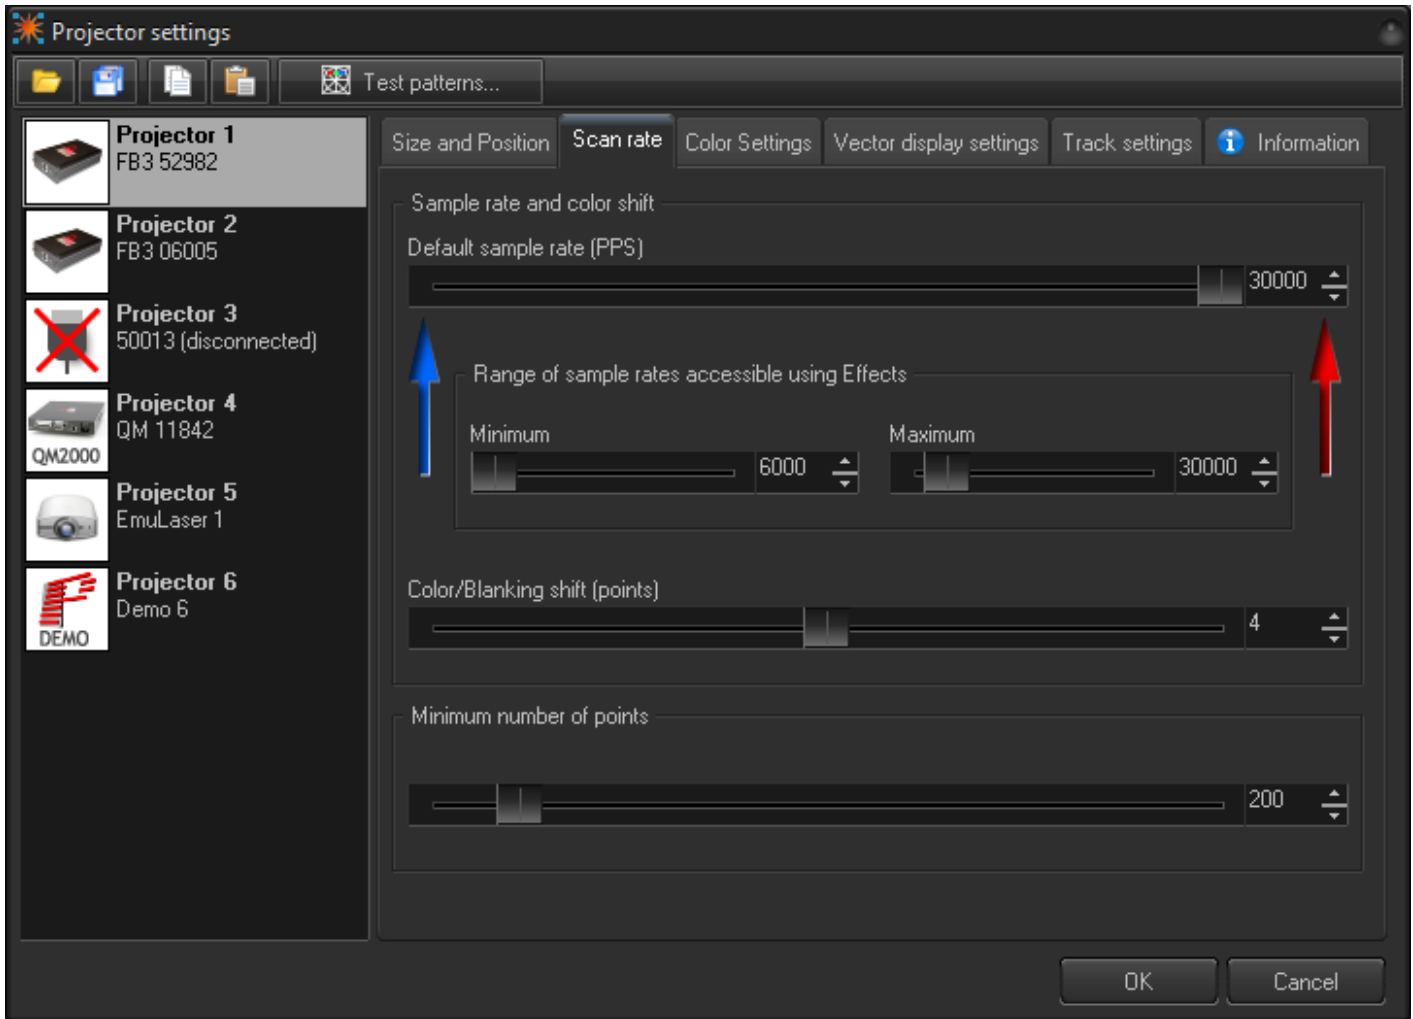 Projector settings
Test patterns...
Projector 1
FB3 52982
Projector 2
FB3 06005
Projector 3
50013 (disconnected)
Projector 4
QM 11842
QM2000
Projector 5
EmuLaser 1
Projector 6
Demo 6
DEMO
Size and Position
Scan rate
Color Settings
Vector display settings
Track settings
i Information
Sample rate and color shift
Default sample rate (PPS)
30000
Range of sample rates accessible using Effects
Minimum
6000
Maximum
30000
Color/Blanking shift (points)
4
Minimum number of points
200
OK
Cancel